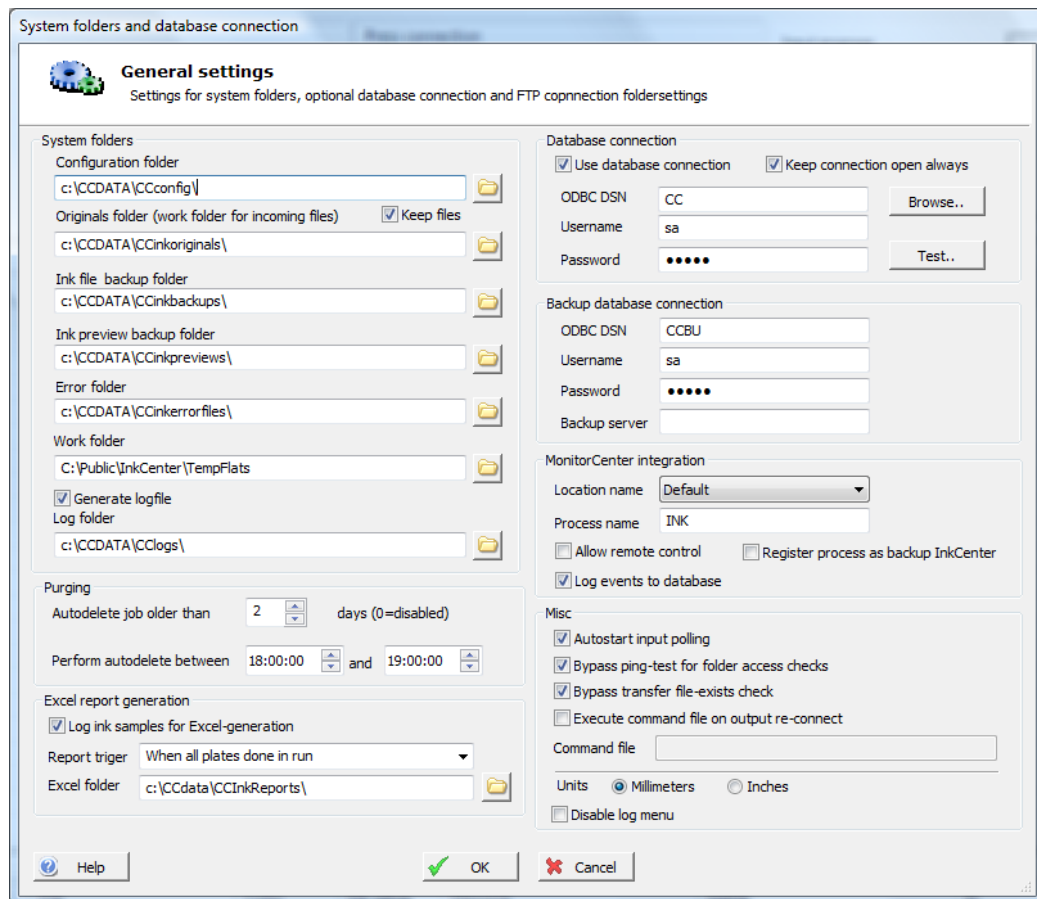 System folders and database connection
General settings
Settings for system folders, optional database connection and FTP copnnection foldersettings
System folders
Configuration folder
c:\CCDATA\CCconfig\
Originals folder (work folder for incoming files)
Keep files
c:\CCDATA\CCinkoriginals\
Ink file backup folder
c:\CCDATA\CCinkbackups\
Ink preview backup folder
c:\CCDATA\CCinkpreviews\
Error folder
c:\CCDATA\CCinkerrorfiles\
Work folder
C:\Public\InkCenter\TempFlats
Generate logfile
Log folder
c:\CCDATA\CClogs\
Purging
Autodelete job older than 2 days (0=disabled)
Perform autodelete between 18:00:00 and 19:00:00
Excel report generation
Log ink samples for Excel-generation
Report triger When all plates done in run
Excel folder c:\CCdata\CCInkReports\
Database connection
Use database connection Keep connection open always
ODBC DSN CC Browse..
Username sa
Password ●●●●● Test..
Backup database connection
ODBC DSN CCBU
Username sa
Password ●●●●●
Backup server
MonitorCenter integration
Location name Default
Process name INK
Allow remote control Register process as backup InkCenter
Log events to database
Misc
Autostart input polling
Bypass ping-test for folder access checks
Bypass transfer file-exists check
Execute command file on output re-connect
Command file
Units Millimeters Inches
Disable log menu
Help OK Cancel